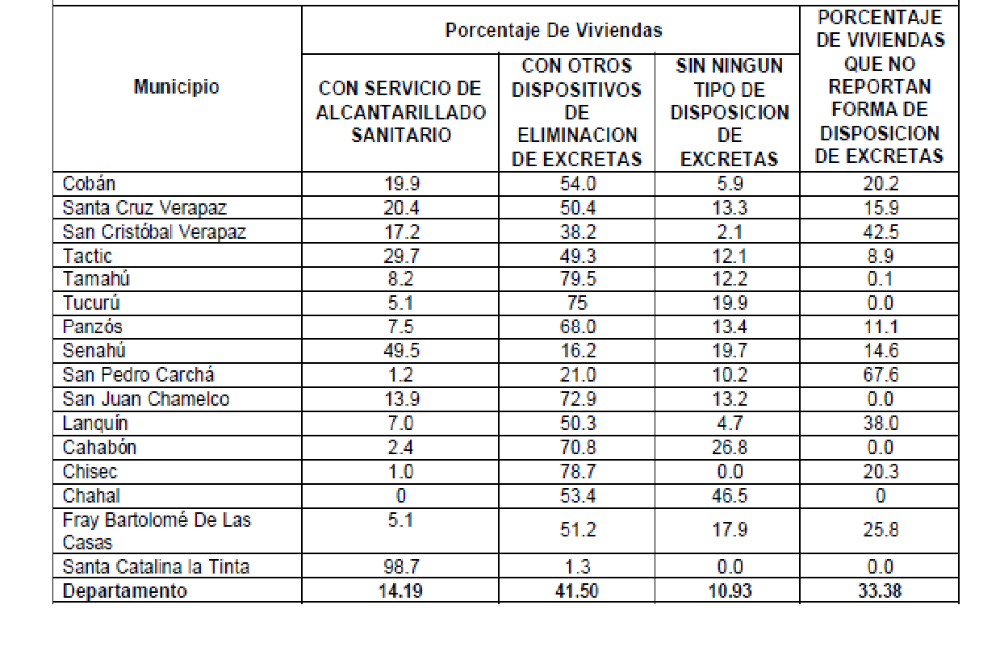 Municipio
Porcentaje De Viviendas
PORCENTAJE
DE VIVIENDAS
QUE NO
REPORTAN
FORMA DE
DISPOSICION
DE EXCRETAS
CON SERVICIO DE
ALCANTARILLADO
SANITARIO
CON OTROS
DISPOSITIVOS
DE
ELIMINACION
DE EXCRETAS
SIN NINGUN
TIPO DE
DISPOSICION
DE
EXCRETAS
Cobán 19.9 54.0 5.9 20.2
Santa Cruz Verapaz 20.4 50.4 13.3 15.9
San Cristóbal Verapaz 17.2 38.2 2.1 42.5
Tactic 29.7 49.3 12.1 8.9
Tamahú 8.2 79.5 12.2 0.1
Tucurú 5.1 75 19.9 0.0
Panzós 7.5 68.0 13.4 11.1
Senahú 49.5 16.2 19.7 14.6
San Pedro Carchá 1.2 21.0 10.2 67.6
San Juan Chamelco 13.9 72.9 13.2 0.0
Lanquín 7.0 50.3 4.7 38.0
Cahabón 2.4 70.8 26.8 0.0
Chisec 1.0 78.7 0.0 20.3
Chahal 0 53.4 46.5 0
Fray Bartolomé De Las
Casas 5.1 51.2 17.9 25.8
Santa Catalina la Tinta 98.7 1.3 0.0 0.0
Departamento 14.19 41.50 10.93 33.38